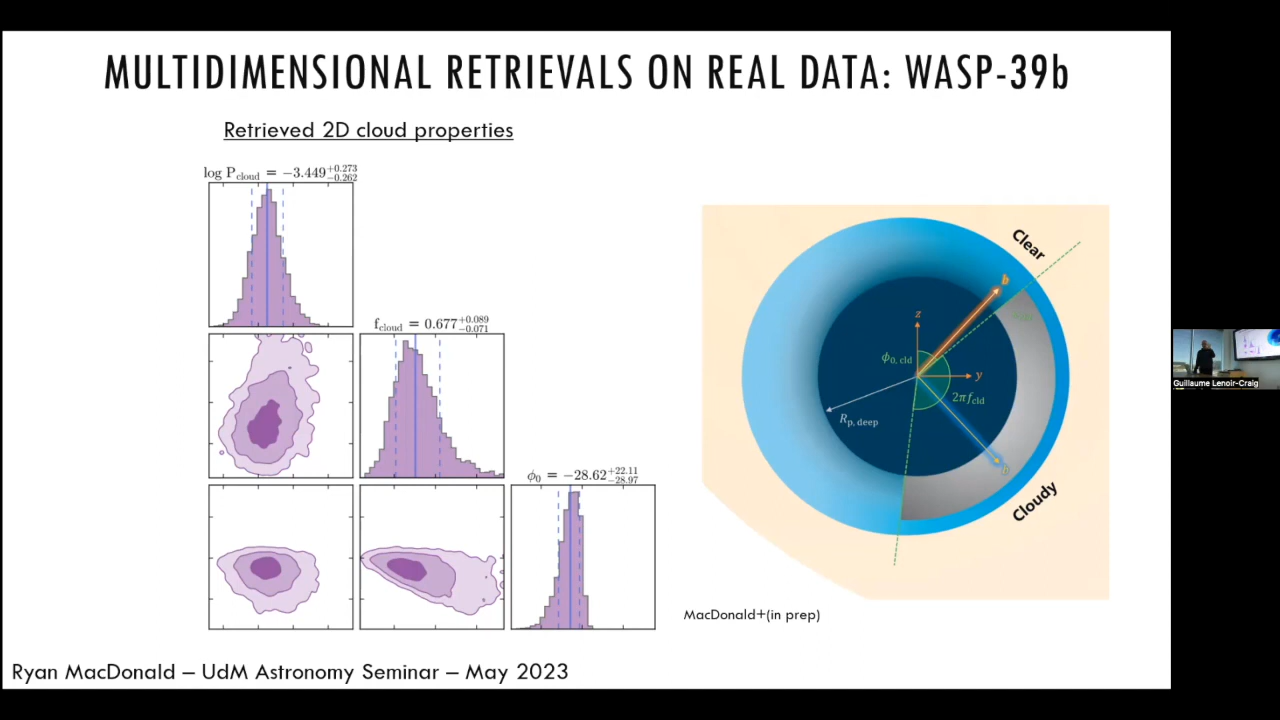 MULTIDIMENSIONAL RETRIEVALS ON REAL DATA: WASP-39b
Retrieved 2D cloud properties
log P_cloud = −3.449 +0.273 −0.262
f_cloud = 0.677 +0.089 −0.071
ϕ_0 = −28.62 +22.11 −28.97
Clear
b
z
ϕ_0, cld
y
2πf_cld
R_p, deep
b
Cloudy
MacDonald+(in prep)
Ryan MacDonald – UdM Astronomy Seminar – May 2023
Guillaume Lenoir-Craig